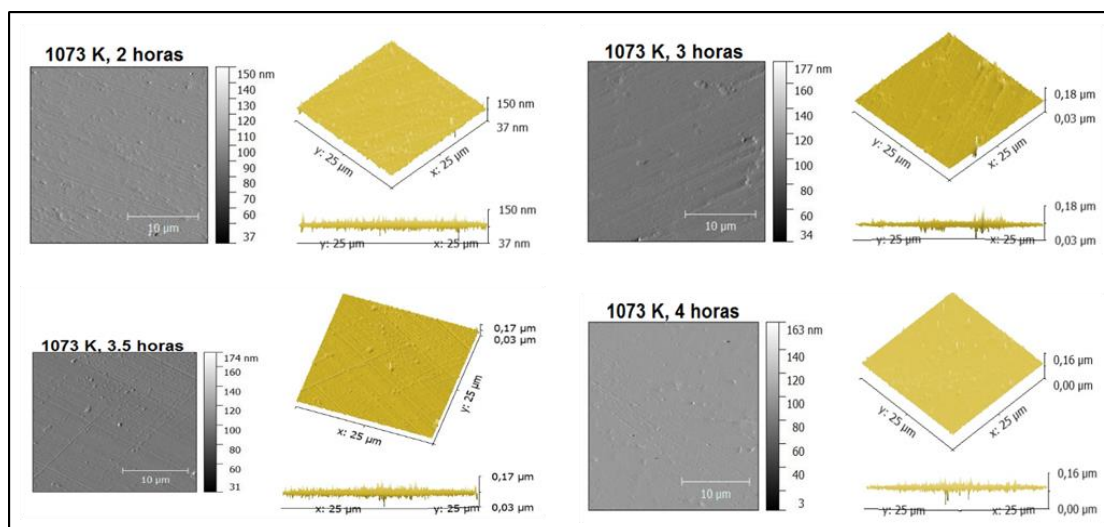 1073 K, 2 horas
150 nm
140
130
120
110
100
90
80
70
60
37
10 µm
150 nm
37 nm
y: 25 µm
x: 25 µm
150 nm
37 nm
y: 25 µm
x: 25 µm
1073 K, 3 horas
177 nm
160
140
120
100
80
60
34
10 µm
0,18 µm
0,03 µm
y: 25 µm
x: 25 µm
0,18 µm
0,03 µm
y: 25 µm
x: 25 µm
1073 K, 3.5 horas
174 nm
160
140
120
100
80
60
31
10 µm
0,17 µm
0,03 µm
y: 25 µm
x: 25 µm
0,17 µm
0,03 µm
x: 25 µm
y: 25 µm
1073 K, 4 horas
163 nm
140
120
100
80
60
40
3
10 µm
0,16 µm
0,00 µm
y: 25 µm
x: 25 µm
0,16 µm
0,00 µm
y: 25 µm
x: 25 µm